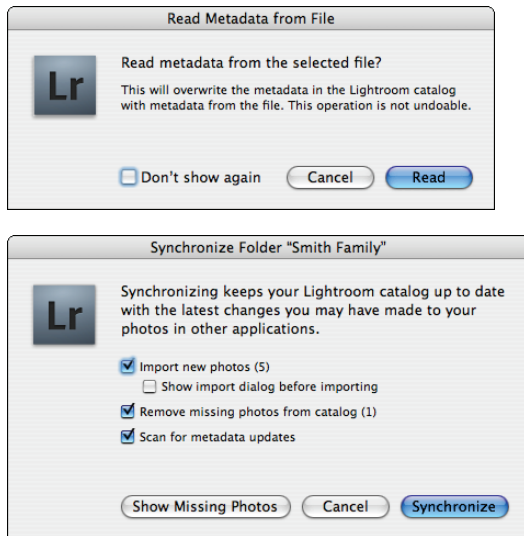 Read Metadata from File
Lr
Read metadata from the selected file?
This will overwrite the metadata in the Lightroom catalog
with metadata from the file. This operation is not undoable.
Don't show again
Cancel
Read
Synchronize Folder "Smith Family"
Lr
Synchronizing keeps your Lightroom catalog up to date
with the latest changes you may have made to your
photos in other applications.
Import new photos (5)
Show import dialog before importing
Remove missing photos from catalog (1)
Scan for metadata updates
Show Missing Photos
Cancel
Synchronize